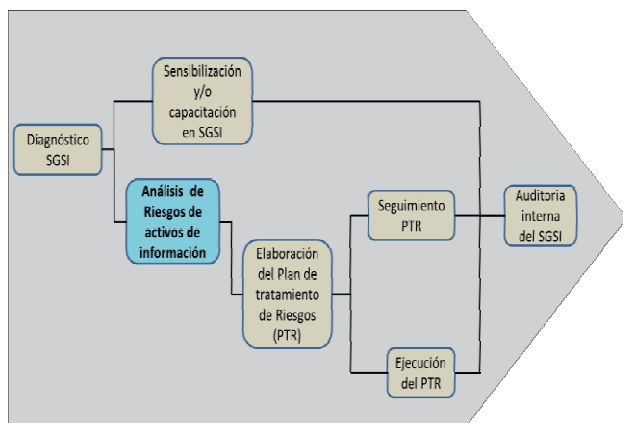 Sensibilización
y/o
capacitación
en SGSI
Diagnóstico
SGSI
Análisis de
Riesgos de
activos de
información
Elaboración
del Plan de
tratamiento
de Riesgos
(PTR)
Seguimiento
PTR
Ejecución
del PTR
Auditoria
interna
del SGSI